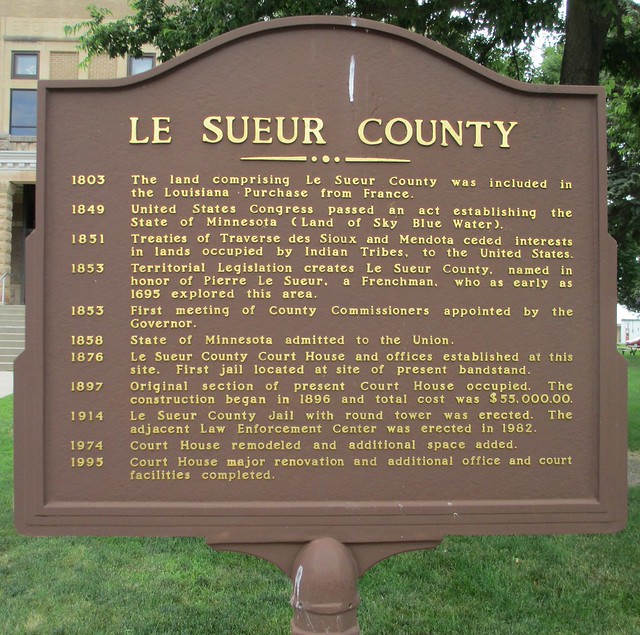 LE SUEUR COUNTY
1803 The land comprising Le Sueur County was included in
the Louisiana Purchase from France.
1849 United States Congress passed an act establishing the
State of Minnesota (Land of Sky Blue Water).
1851 Treaties of Traverse des Sioux and Mendota ceded interests
in lands occupied by Indian Tribes, to the United States.
1853 Territorial Legislation creates Le Sueur County, named in
honor of Pierre Le Sueur, a Frenchman, who as early as
1695 explored this area.
1853 First meeting of County Commissioners appointed by the
Governor.
1858 State of Minnesota admitted to the Union.
1876 Le Sueur County Court House and offices established at this
site. First jail located at site of present bandstand.
1897 Original section of present Court House occupied. The
construction began in 1896 and total cost was $55,000.00.
1914 Le Sueur County Jail with round tower was erected. The
adjacent Law Enforcement Center was erected in 1982.
1974 Court House remodeled and additional space added.
1995 Court House major renovation and additional office and court
facilities completed.